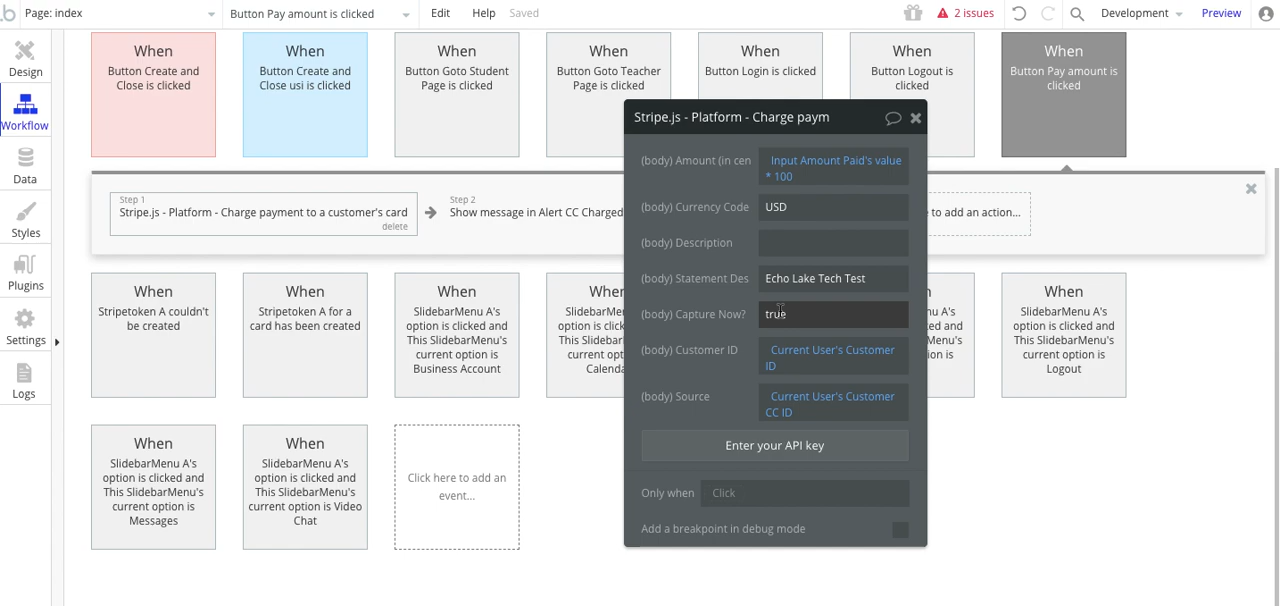 b Page: index Button Pay amount is clicked Edit Help Saved 2 issues Development Preview
Design
Workflow
Data
Styles
Plugins
Settings
Logs
When
Button Create and
Close is clicked
When
Button Create and
Close usi is clicked
When
Button Goto Student
Page is clicked
When
Button Goto Teacher
Page is clicked
When
Button Login is clicked
When
Button Logout is
clicked
When
Button Pay amount is
clicked
Step 1
Stripe.js - Platform - Charge payment to a customer's card
delete
Step 2
Show message in Alert CC Charged
e to add an action...
Stripe.js - Platform - Charge paym
(body) Amount (in cen
Input Amount Paid's value
* 100
(body) Currency Code USD
(body) Description
(body) Statement Des Echo Lake Tech Test
(body) Capture Now? true
(body) Customer ID
Current User's Customer
ID
(body) Source
Current User's Customer
CC ID
Enter your API key
Only when Click
Add a breakpoint in debug mode
When
Stripetoken A couldn't
be created
When
Stripetoken A for a
card has been created
When
SlidebarMenu A's
option is clicked and
This SlidebarMenu's
current option is
Business Account
When
SlidebarMenu A's
option is clicked and
This SlidebarMenu's
current option is
Logout
When
SlidebarMenu A's
option is clicked and
This SlidebarMenu's
current option is
Messages
When
SlidebarMenu A's
option is clicked and
This SlidebarMenu's
current option is Video
Chat
Click here to add an
event...